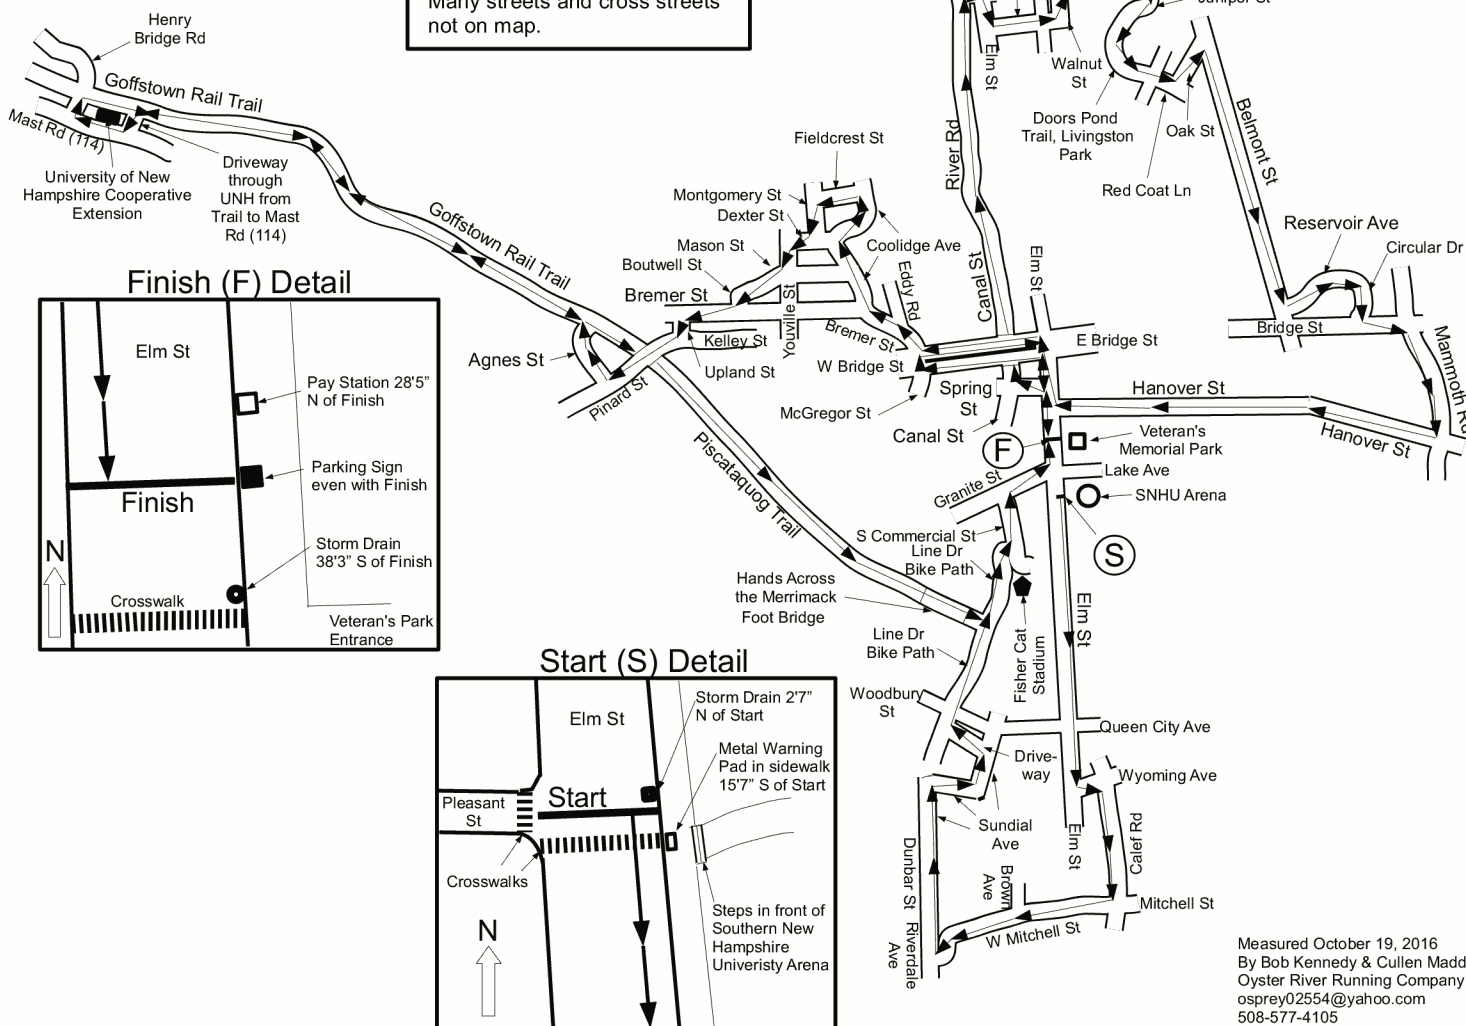 Many streets and cross streets
not on map.
Henry
Bridge Rd
Goffstown Rail Trail
Mast Rd (114)
University of New
Hampshire Cooperative
Extension
Driveway
through
UNH from
Trail to Mast
Rd (114)
Goffstown Rail Trail
Fieldcrest St
Montgomery St
Dexter St
Mason St
Boutwell St
Bremer St
Coolidge Ave
Eddy Rd
Youville St
Bremer St
Kelley St
Upland St
Agnes St
Pinard St
W Bridge St
McGregor St
Spring
St
Canal St
River Rd
Canal St
Elm St
Elm St
Walnut
St
Juniper St
Doors Pond
Trail, Livingston
Park
Oak St
Red Coat Ln
Belmont St
Reservoir Ave
Circular Dr
Bridge St
Mammoth Rd
E Bridge St
Hanover St
Hanover St
Veteran's
Memorial Park
Lake Ave
SNHU Arena
F
S
Granite St
S Commercial St
Line Dr
Bike Path
Piscataquog Trail
Hands Across
the Merrimack
Foot Bridge
Line Dr
Bike Path
Fisher Cat
Stadium
Elm St
Woodbury
St
Queen City Ave
Drive-
way
Wyoming Ave
Sundial
Ave
Elm St
Calef Rd
Dunbar St
Brown
Ave
Mitchell St
W Mitchell St
Riverdale
Ave
Finish (F) Detail
Elm St
Pay Station 28'5”
N of Finish
Parking Sign
even with Finish
Finish
N
Storm Drain
38'3” S of Finish
Crosswalk
Veteran's Park
Entrance
Start (S) Detail
Elm St
Storm Drain 2'7”
N of Start
Metal Warning
Pad in sidewalk
15'7” S of Start
Pleasant
St
Start
Crosswalks
N
Steps in front of
Southern New
Hampshire
Univeristy Arena
Measured October 19, 2016
By Bob Kennedy & Cullen Madd
Oyster River Running Company
osprey02554@yahoo.com
508-577-4105